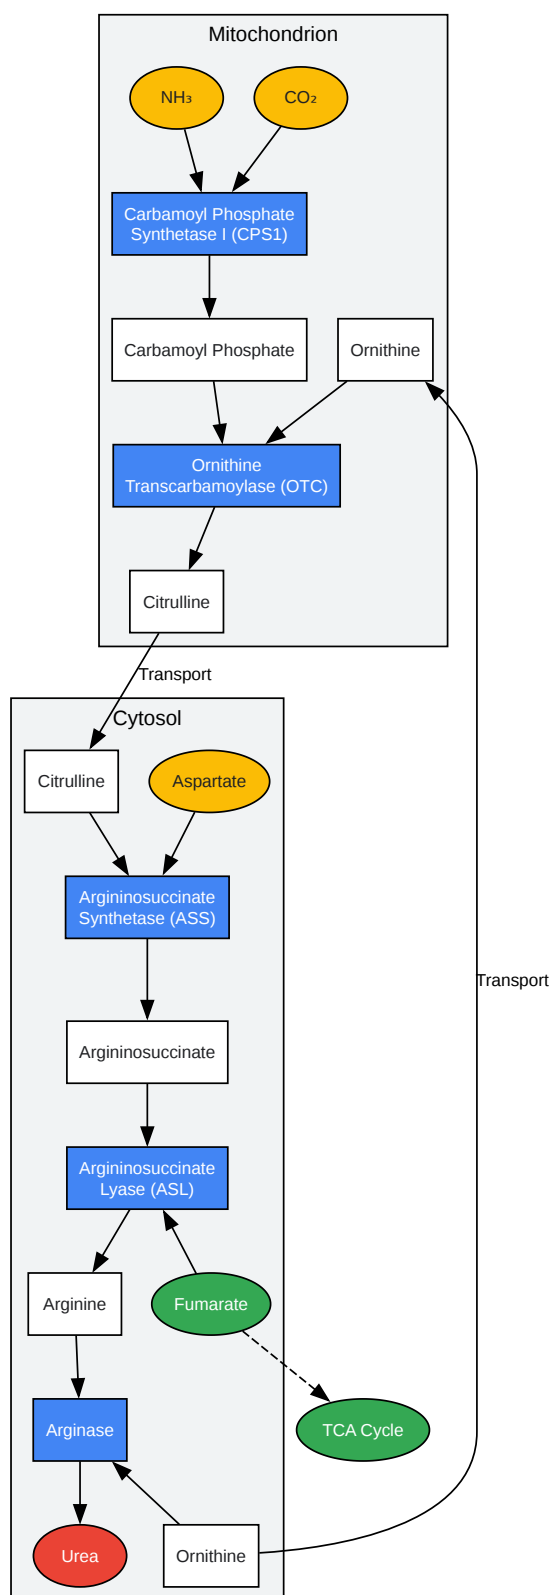 Mitochondrion
NH₃
CO₂
Carbamoyl Phosphate
Synthetase I (CPS1)
Carbamoyl Phosphate
Ornithine
Ornithine
Transcarbamoylase (OTC)
Citrulline
Transport
Cytosol
Citrulline
Aspartate
Argininosuccinate
Synthetase (ASS)
Transport
Argininosuccinate
Argininosuccinate
Lyase (ASL)
Arginine
Fumarate
Arginase
TCA Cycle
Urea
Ornithine